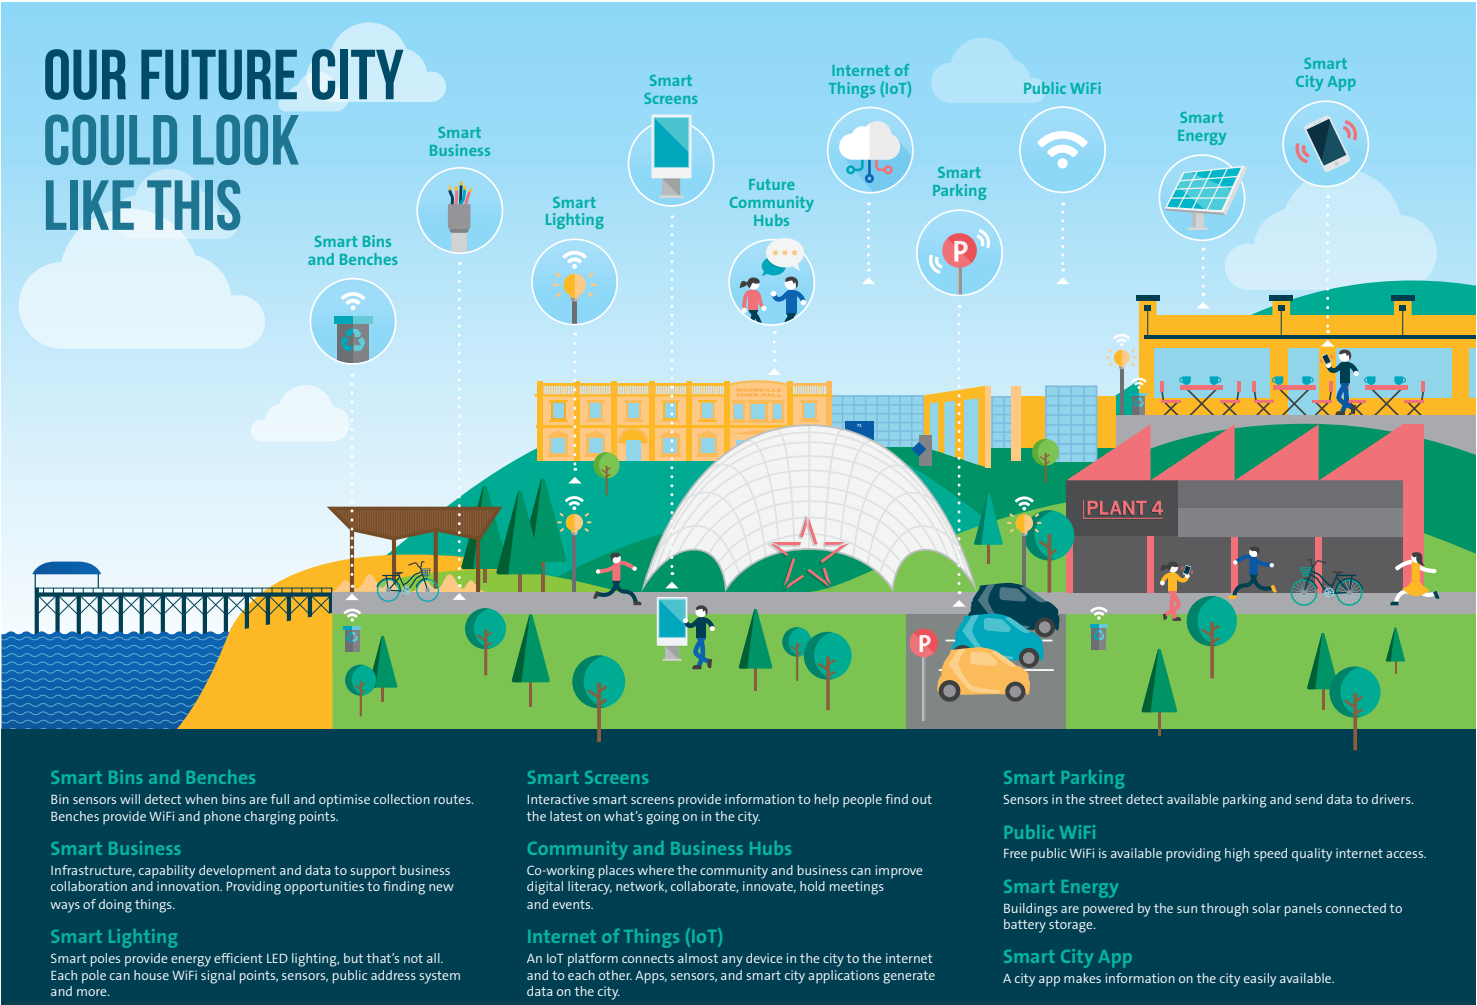 OUR FUTURE CITY
COULD LOOK
LIKE THIS
Smart Bins
and Benches
Smart
Business
Smart
Lighting
Smart
Screens
Future
Community
Hubs
Internet of
Things (IoT)
Smart
Parking
Public WiFi
Smart
Energy
Smart
City App
P
WOODVILLE
TOWN HALL
PLANT 4
P
Smart Bins and Benches
Bin sensors will detect when bins are full and optimise collection routes.
Benches provide WiFi and phone charging points.
Smart Business
Infrastructure, capability development and data to support business
collaboration and innovation. Providing opportunities to finding new
ways of doing things.
Smart Lighting
Smart poles provide energy efficient LED lighting, but that's not all.
Each pole can house WiFi signal points, sensors, public address system
and more.
Smart Screens
Interactive smart screens provide information to help people find out
the latest on what's going on in the city.
Community and Business Hubs
Co-working places where the community and business can improve
digital literacy, network, collaborate, innovate, hold meetings
and events.
Internet of Things (IoT)
An IoT platform connects almost any device in the city to the internet
and to each other. Apps, sensors, and smart city applications generate
data on the city.
Smart Parking
Sensors in the street detect available parking and send data to drivers.
Public WiFi
Free public WiFi is available providing high speed quality internet access.
Smart Energy
Buildings are powered by the sun through solar panels connected to
battery storage.
Smart City App
A city app makes information on the city easily available.